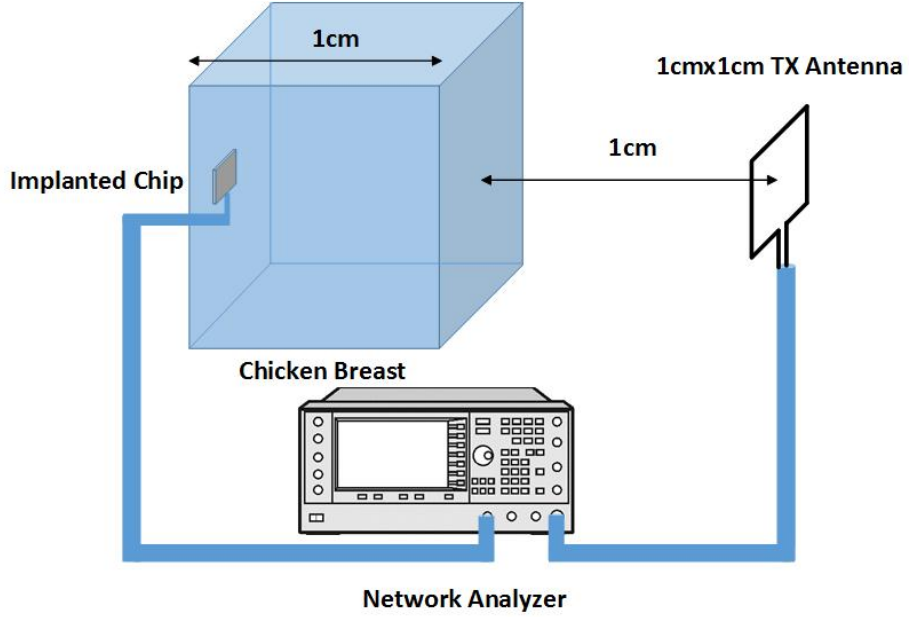 1cm
1cmx1cm TX Antenna
1cm
Implanted Chip
Chicken Breast
Network Analyzer